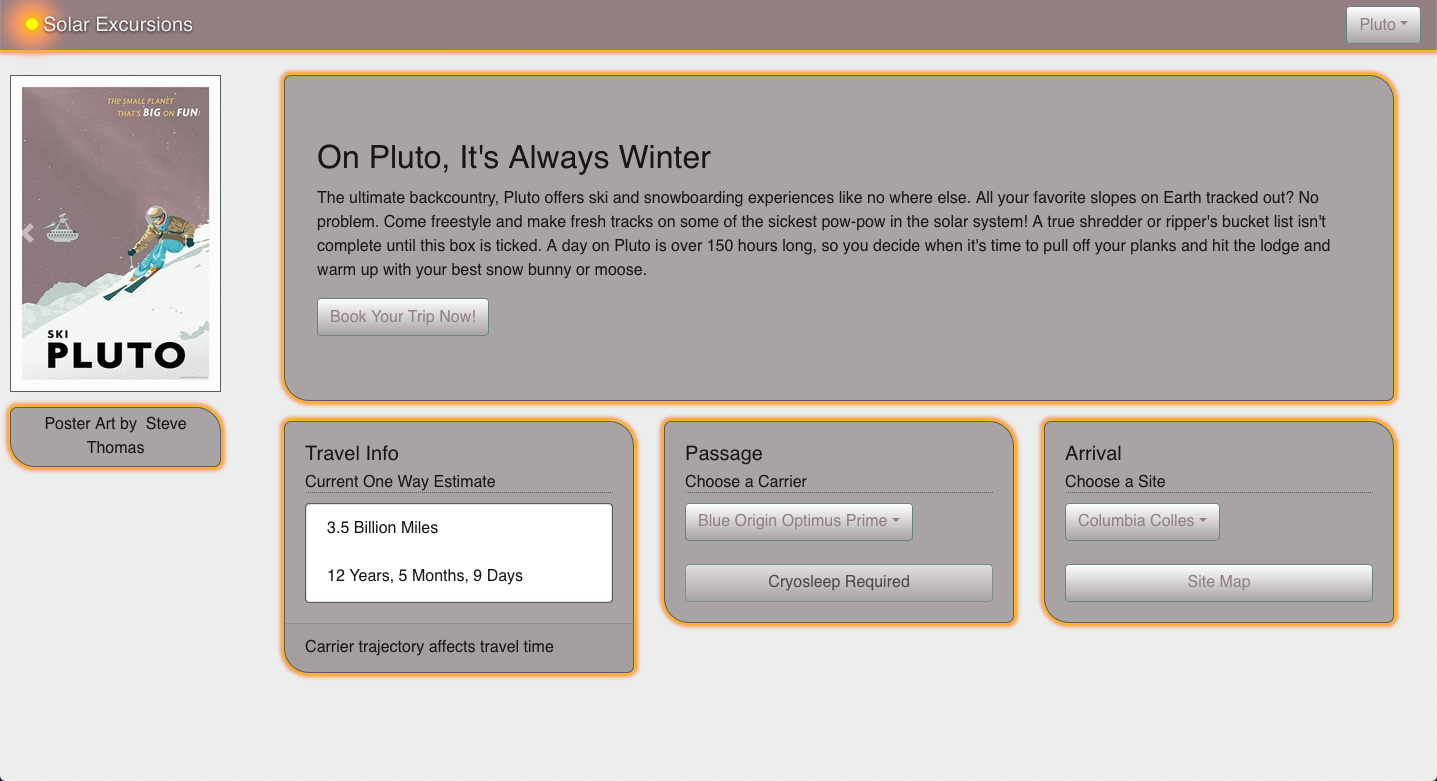 Solar Excursions
Pluto
THE SMALL PLANET
THAT'S BIG ON FUN!
SKI
PLUTO
Poster Art by  Steve
Thomas
On Pluto, It's Always Winter
The ultimate backcountry, Pluto offers ski and snowboarding experiences like no where else. All your favorite slopes on Earth tracked out? No
problem. Come freestyle and make fresh tracks on some of the sickest pow-pow in the solar system! A true shredder or ripper's bucket list isn't
complete until this box is ticked. A day on Pluto is over 150 hours long, so you decide when it's time to pull off your planks and hit the lodge and
warm up with your best snow bunny or moose.
Book Your Trip Now!
Travel Info
Current One Way Estimate
3.5 Billion Miles
12 Years, 5 Months, 9 Days
Carrier trajectory affects travel time
Passage
Choose a Carrier
Blue Origin Optimus Prime
Cryosleep Required
Arrival
Choose a Site
Columbia Colles
Site Map